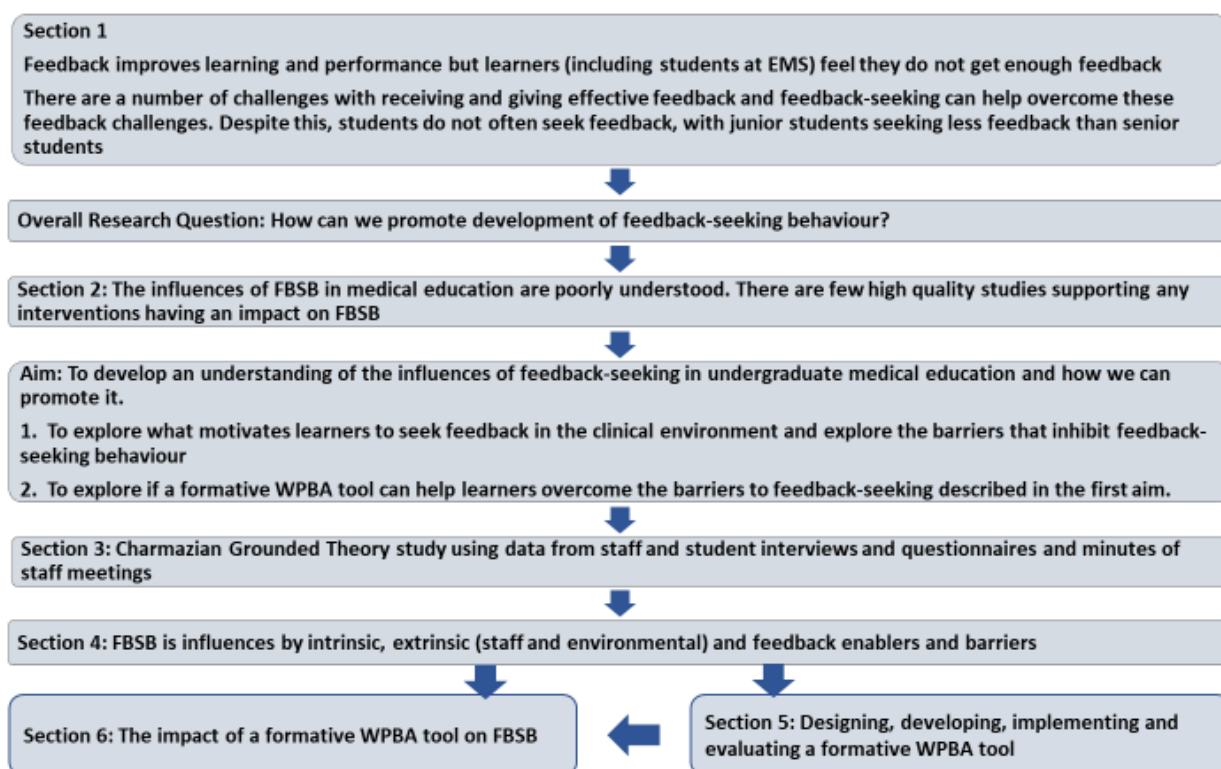 Section 1
Feedback improves learning and performance but learners (including students at EMS) feel they do not get enough feedback
There are a number of challenges with receiving and giving effective feedback and feedback-seeking can help overcome these
feedback challenges. Despite this, students do not often seek feedback, with junior students seeking less feedback than senior
students
Overall Research Question: How can we promote development of feedback-seeking behaviour?
Section 2: The influences of FBSB in medical education are poorly understood. There are few high quality studies supporting any
interventions having an impact on FBSB
Aim: To develop an understanding of the influences of feedback-seeking in undergraduate medical education and how we can
promote it.
1. To explore what motivates learners to seek feedback in the clinical environment and explore the barriers that inhibit feedback-
seeking behaviour
2. To explore if a formative WPBA tool can help learners overcome the barriers to feedback-seeking described in the first aim.
Section 3: Charmazian Grounded Theory study using data from staff and student interviews and questionnaires and minutes of
staff meetings
Section 4: FBSB is influences by intrinsic, extrinsic (staff and environmental) and feedback enablers and barriers
Section 6: The impact of a formative WPBA tool on FBSB
Section 5: Designing, developing, implementing and
evaluating a formative WPBA tool